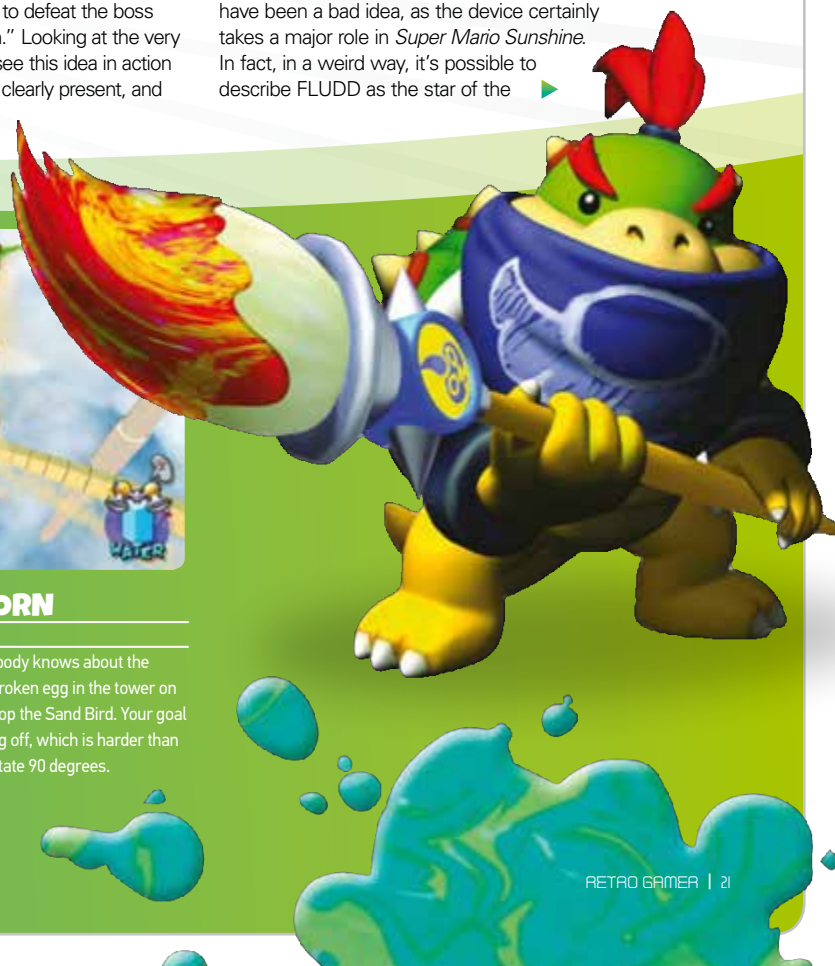 to defeat the boss
." Looking at the very
see this idea in action
clearly present, and
have been a bad idea, as the device certainly
takes a major role in Super Mario Sunshine.
In fact, in a weird way, it's possible to
describe FLUDD as the star of the
WATER
ORN
body knows about the
roken egg in the tower on
op the Sand Bird. Your goal
g off, which is harder than
tate 90 degrees.
RETRO GAMER | 21